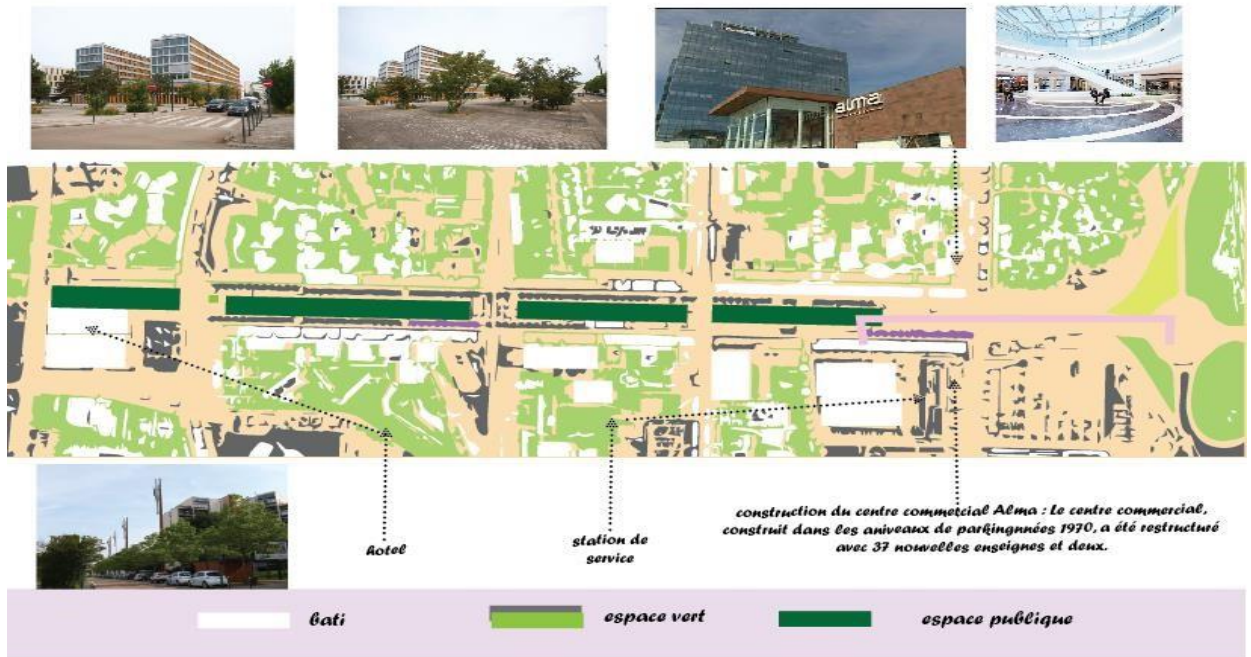 alma
hotel
station de
service
construction du centre commercial Alma : Le centre commercial,
construit dans les aniveaux de parkingnnées 1970, a été restructuré
avec 37 nouvelles enseignes et deux.
bati
espace vert
espace publique